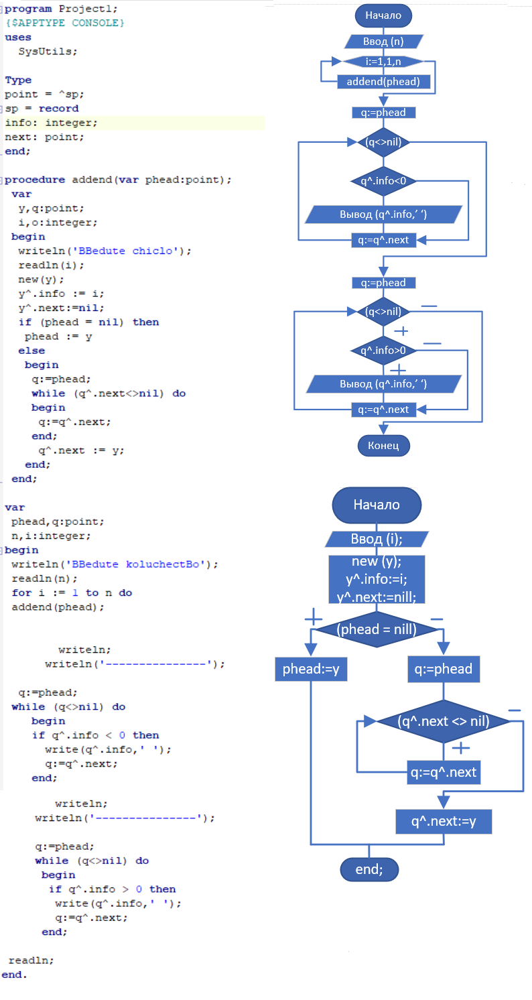 program Project1;
{$APPTYPE CONSOLE}
uses
SysUtils;
Type
point = ^sp;
sp = record
info: integer;
next: point;
end;
procedure addend(var phead:point);
var
y,q:point;
i,o:integer;
begin
writeln('BBedute chiclo');
readln(i);
new(y);
y^.info := i;
y^.next:=nil;
if (phead = nil) then
phead := y
else
begin
q:=phead;
while (q^.next<>nil) do
begin
q:=q^.next;
end;
q^.next := y;
end;
end;
var
phead,q:point;
n,i:integer;
begin
writeln('BBedute koluchectBo');
readln(n);
for i := 1 to n do
addend(phead);
writeln;
writeln('---------------');
q:=phead;
while (q<>nil) do
begin
if q^.info < 0 then
write(q^.info,' ');
q:=q^.next;
end;
writeln;
writeln('---------------');
q:=phead;
while (q<>nil) do
begin
if q^.info > 0 then
write(q^.info,' ');
q:=q^.next;
end;
readln;
end.
Начало
Ввод (n)
i:=1,1,n
addend(phead)
q:=phead
(q<>nil)
q^.info<0
Вывод (q^.info,’ ‘)
q:=q^.next
q:=phead
(q<>nil)
—
+
q^.info>0
—
+
Вывод (q^.info,’ ‘)
q:=q^.next
Конец
Начало
Ввод (i);
new (y);
y^.info:=i;
y^.next:=nill;
+
(phead = nill)
—
phead:=y
q:=phead
(q^.next <> nil)
—
+
q:=q^.next
q^.next:=y
end;